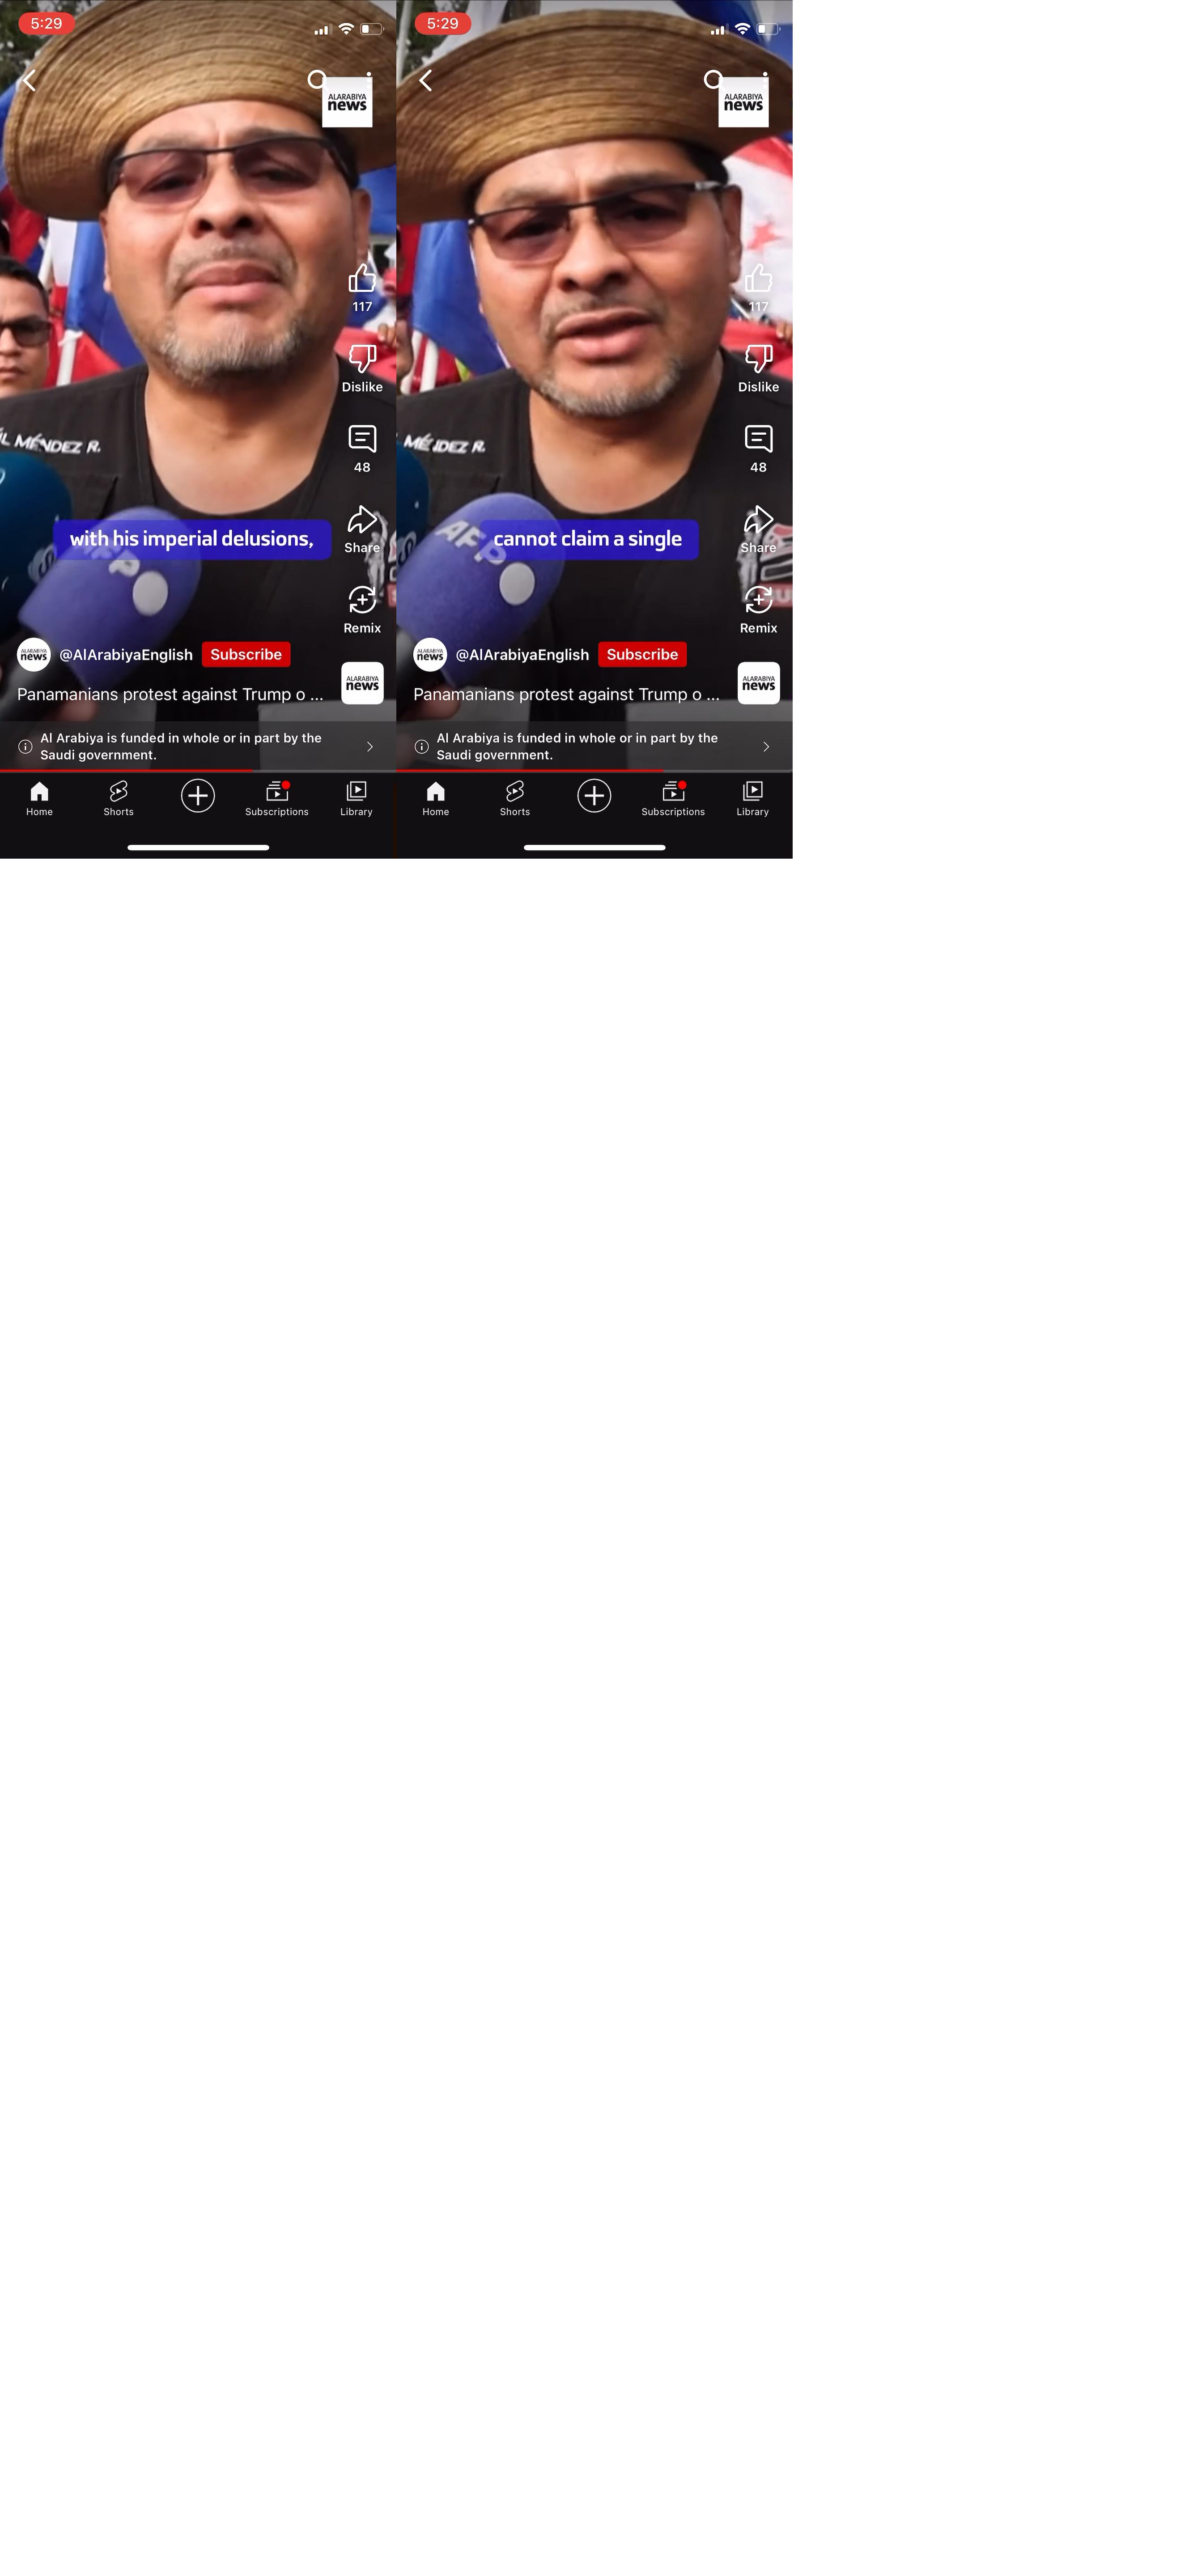 5:29
ALARABIYA
news
117
Dislike
MÉNDEZ R.
48
with his imperial delusions,
AFP
Share
Remix
ALARABIYA
news
@AlArabiyaEnglish
Subscribe
ALARABIYA
news
Panamanians protest against Trump o ...
Al Arabiya is funded in whole or in part by the
Saudi government.
Home
Shorts
Subscriptions
Library
5:29
ALARABIYA
news
117
Dislike
MÉNDEZ R.
48
cannot claim a single
AFP
Share
Remix
ALARABIYA
news
@AlArabiyaEnglish
Subscribe
ALARABIYA
news
Panamanians protest against Trump o ...
Al Arabiya is funded in whole or in part by the
Saudi government.
Home
Shorts
Subscriptions
Library